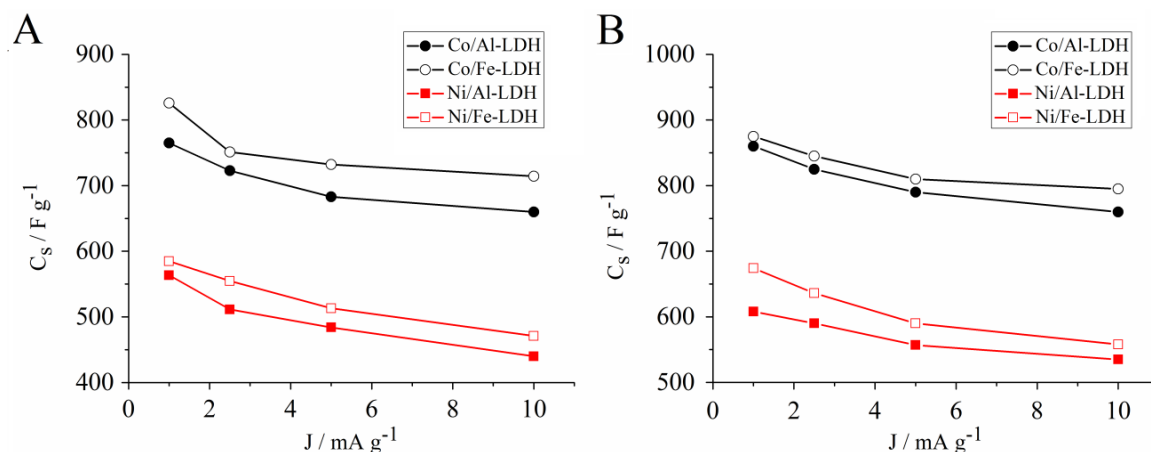 A
900
800
700
600
500
400
C_S / F g⁻¹
0 2 4 6 8 10
J / mA g⁻¹
Co/Al-LDH
Co/Fe-LDH
Ni/Al-LDH
Ni/Fe-LDH
B
1000
900
800
700
600
500
C_S / F g⁻¹
0 2 4 6 8 10
J / mA g⁻¹
Co/Al-LDH
Co/Fe-LDH
Ni/Al-LDH
Ni/Fe-LDH